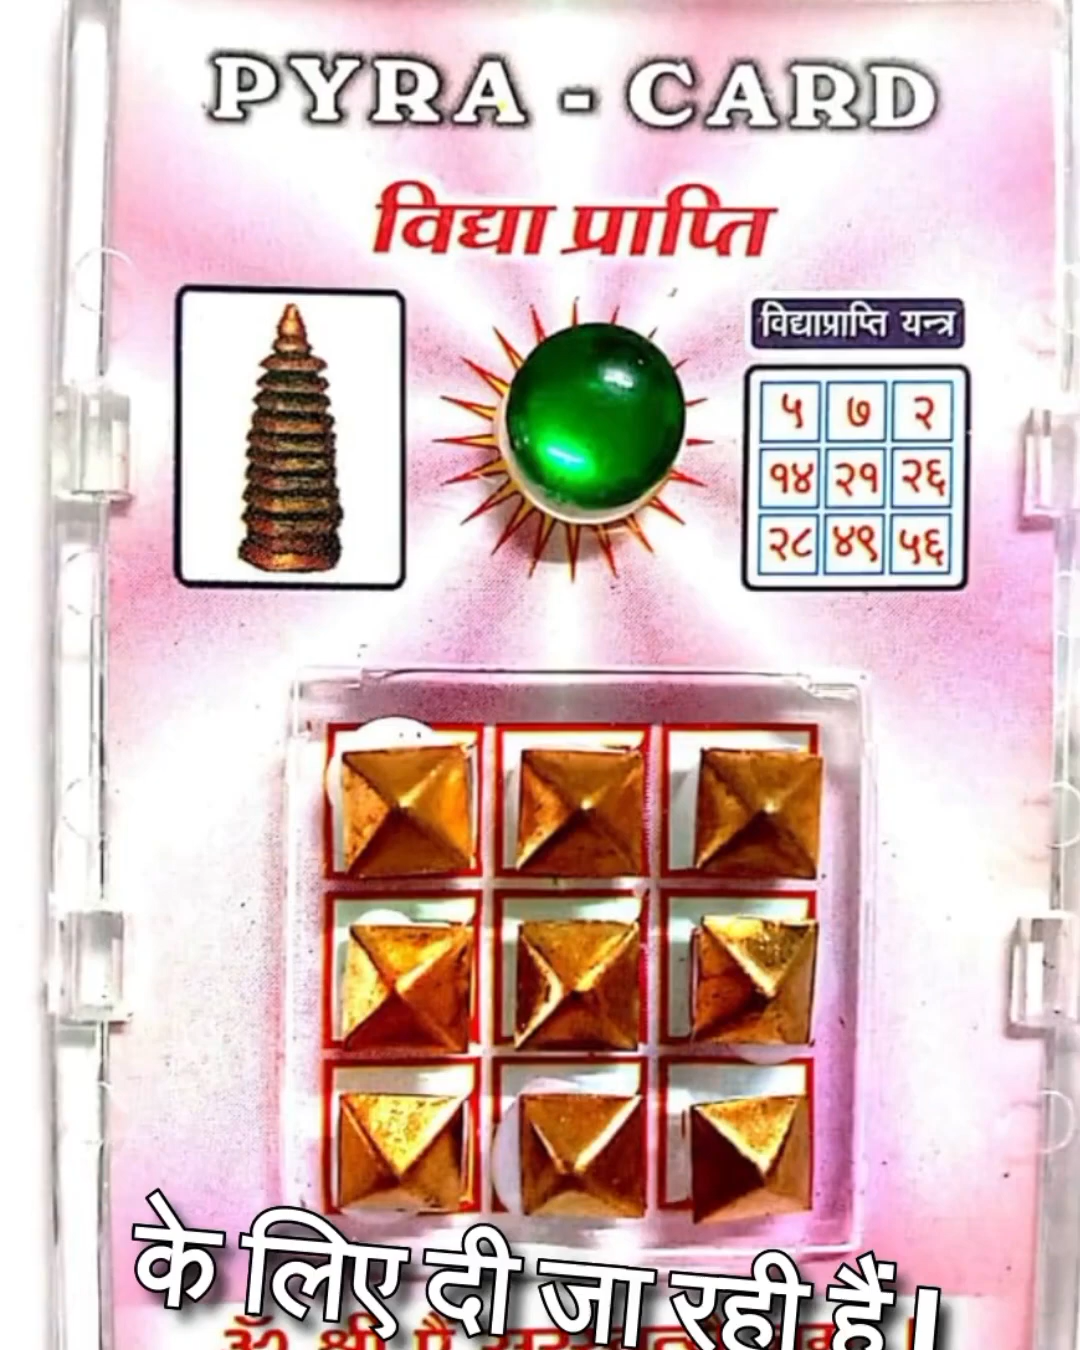 PYRA - CARD
विद्या प्राप्ति
विद्याप्राप्ति यन्त्र
५ ७ २
१४ २१ २६
२८ ४९ ५६
के लिए दी जा रही हैं।
ॐ श्री